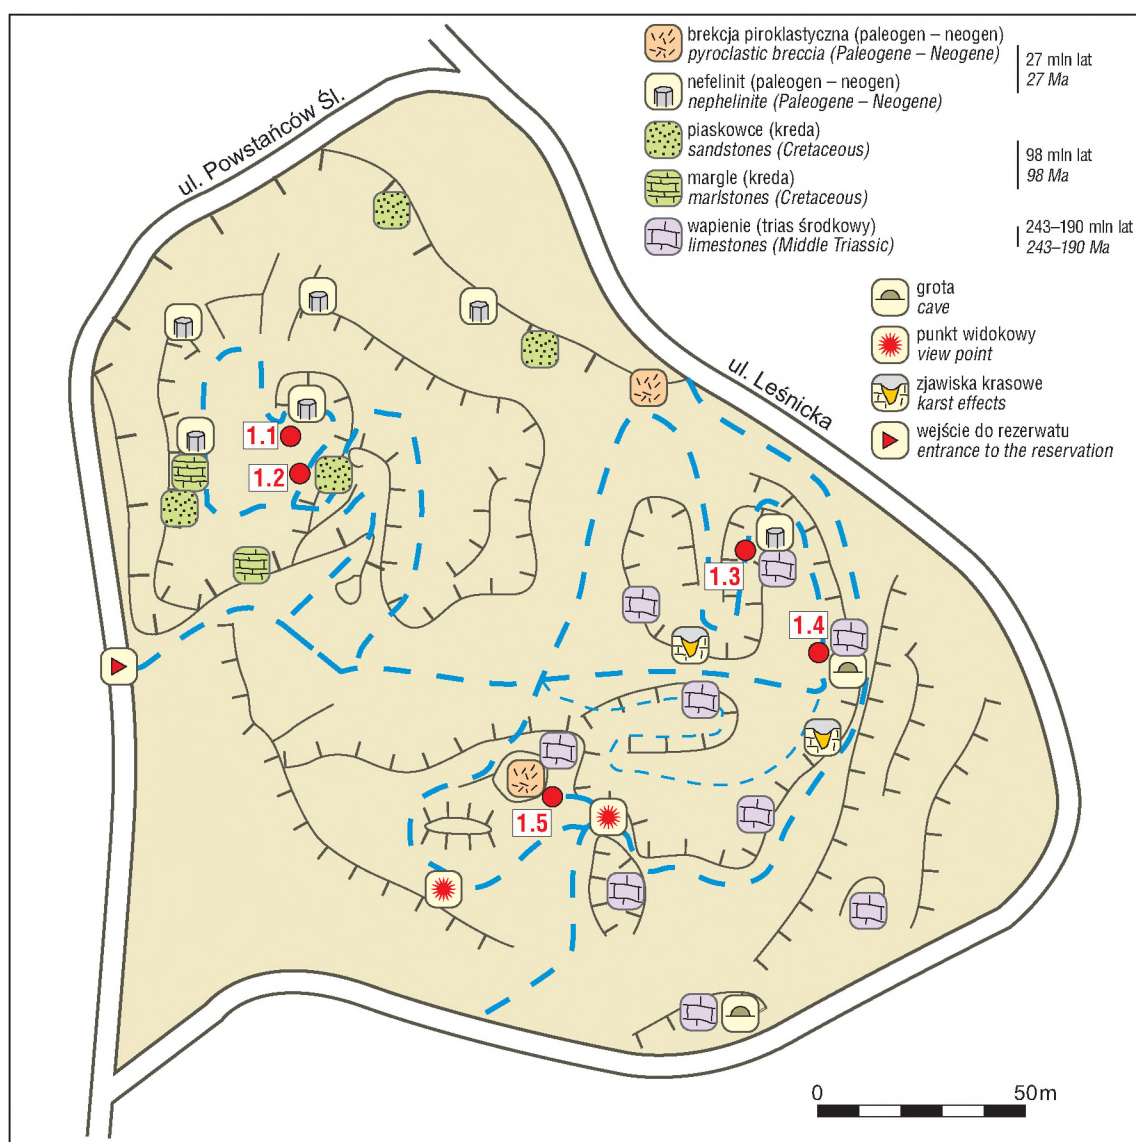 brekcja piroklastyczna (paleogen – neogen)
pyroclastic breccia (Paleogene – Neogene)
27 mln lat
27 Ma
nefelinit (paleogen – neogen)
nephelinite (Paleogene – Neogene)
piaskowce (kreda)
sandstones (Cretaceous)
98 mln lat
98 Ma
margle (kreda)
marlstones (Cretaceous)
wapienie (trias środkowy)
limestones (Middle Triassic)
243–190 mln lat
243–190 Ma
grota
cave
punkt widokowy
view point
zjawiska krasowe
karst effects
wejście do rezerwatu
entrance to the reservation
ul. Powstańców Śl.
ul. Leśnicka
1.1
1.2
1.3
1.4
1.5
0 50 m